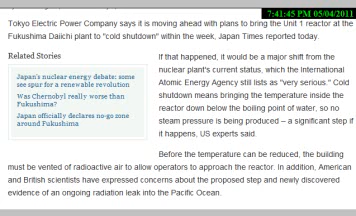 7:41:45 PM 05/04/2011
Tokyo Electric Power Company says it is moving ahead with plans to bring the Unit 1 reactor at the
Fukushima Daiichi plant to "cold shutdown" within the week, Japan Times reported today.
Related Stories
Japan's nuclear energy debate: some
see spur for a renewable revolution
Was Chernobyl really worse than
Fukushima?
Japan officially declares no-go zone
around Fukushima
If that happened, it would be a major shift from the
nuclear plant's current status, which the International
Atomic Energy Agency still lists as "very serious." Cold
shutdown means bringing the temperature inside the
reactor down below the boiling point of water, so no
steam pressure is being produced – a significant step if
it happens, US experts said.
Before the temperature can be reduced, the building
must be vented of radioactive air to allow operators to approach the reactor. In addition, American
and British scientists have expressed concerns about the proposed step and newly discovered
evidence of an ongoing radiation leak into the Pacific Ocean.